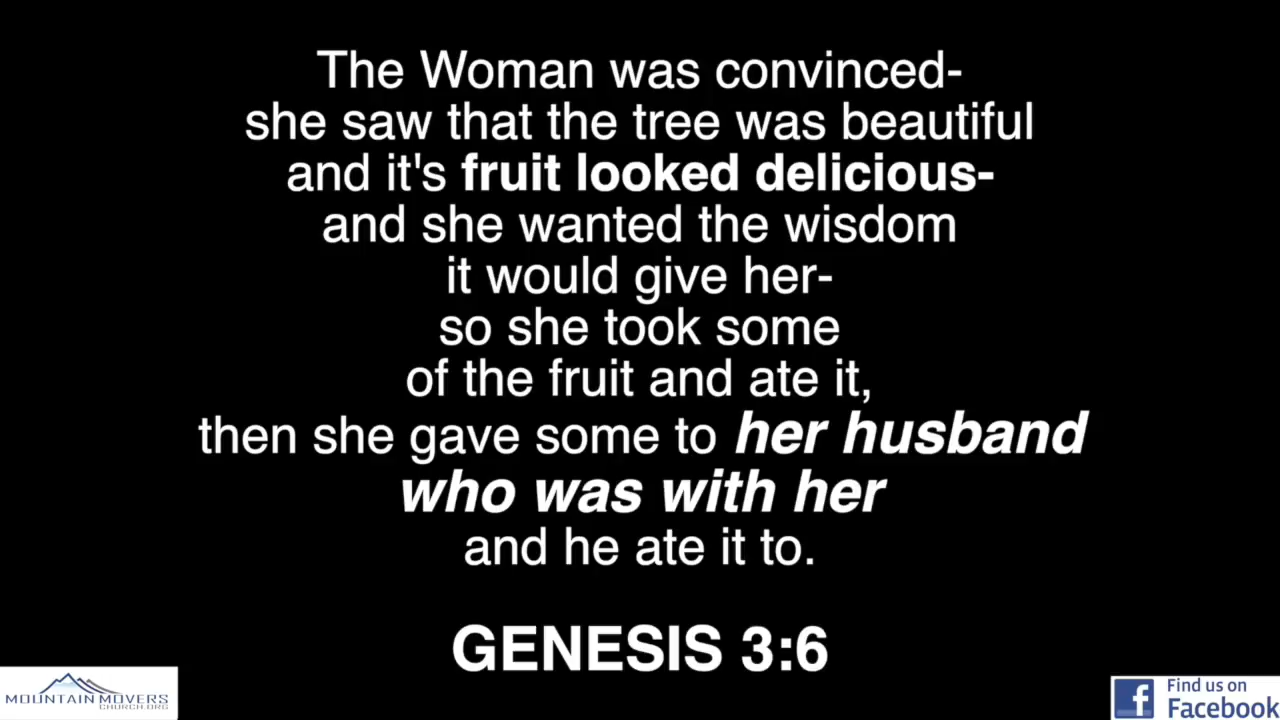 The Woman was convinced-
she saw that the tree was beautiful
and it's fruit looked delicious-
and she wanted the wisdom
it would give her-
so she took some
of the fruit and ate it,
then she gave some to her husband
who was with her
and he ate it to.
GENESIS 3:6
MOUNTAIN MOVERS
CHURCH.ORG
f Find us on
Facebook